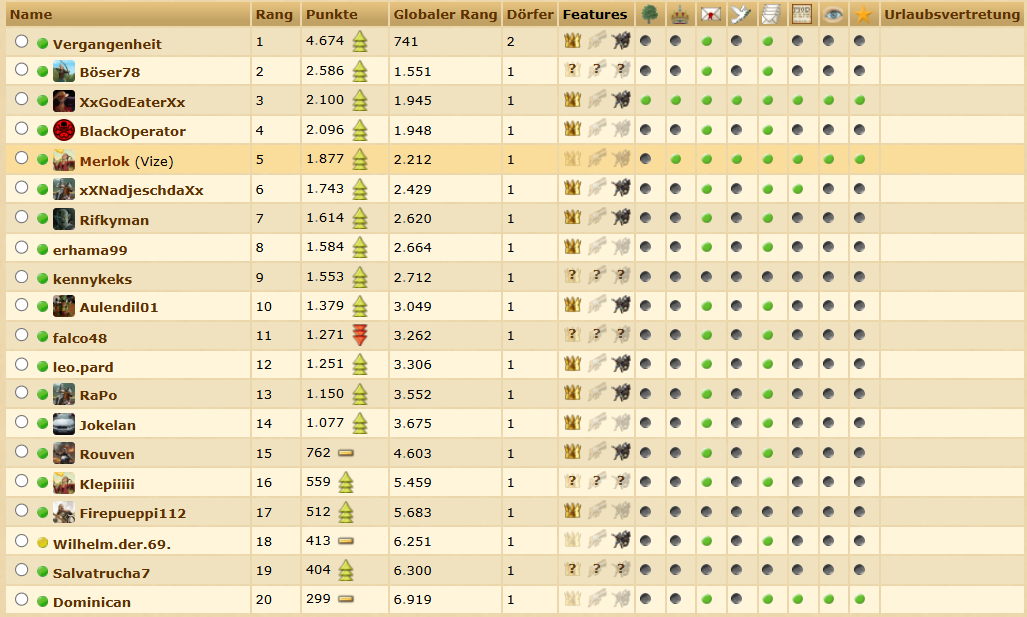 Name Rang Punkte Globaler Rang Dörfer Features Urlaubsvertretung
Vergangenheit 1 4.674 741 2
Böser78 2 2.586 1.551 1 ? ? ?
XxGodEaterXx 3 2.100 1.945 1
BlackOperator 4 2.096 1.948 1
Merlok (Vize) 5 1.877 2.212 1
xXNadjeschdaXx 6 1.743 2.429 1
Rifkyman 7 1.614 2.620 1
erhama99 8 1.584 2.664 1
kennykeks 9 1.553 2.712 1 ? ? ?
Aulendil01 10 1.379 3.049 1
falco48 11 1.271 3.262 1 ? ? ?
leo.pard 12 1.251 3.306 1
RaPo 13 1.150 3.552 1
Jokelan 14 1.077 3.675 1
Rouven 15 762 4.603 1
Klepiiiii 16 559 5.459 1 ? ? ?
Firepueppi112 17 512 5.683 1
Wilhelm.der.69. 18 413 6.251 1
Salvatrucha7 19 404 6.300 1 ? ? ?
Dominican 20 299 6.919 1